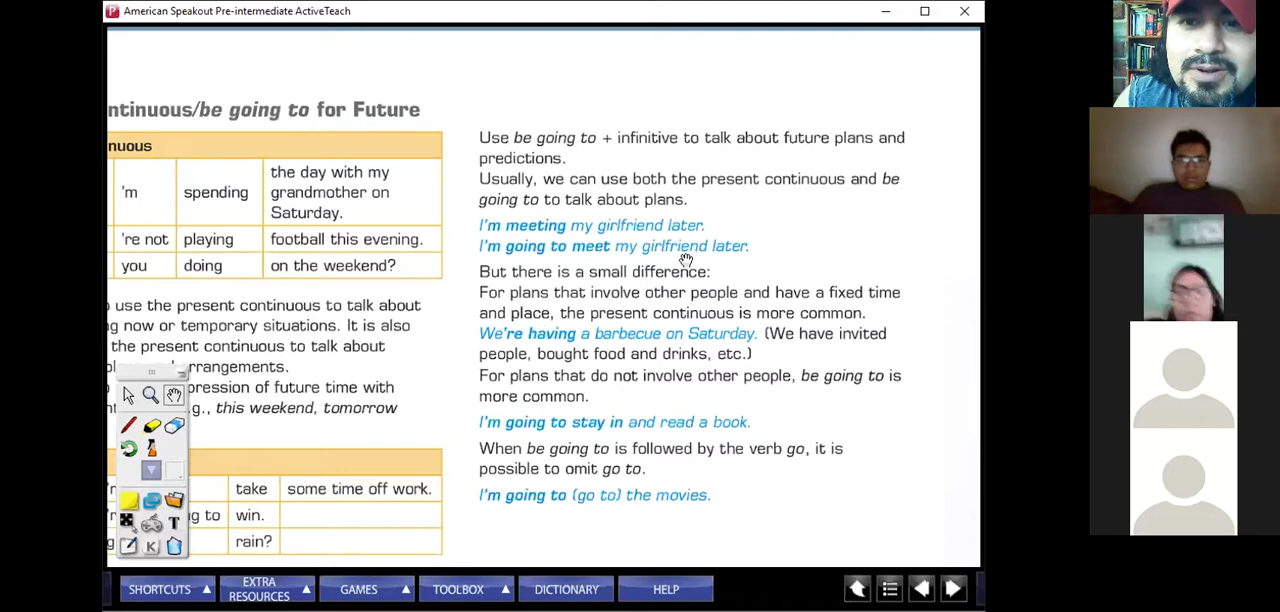 American Speakout Pre-intermediate ActiveTeach
ntinuous/be going to for Future
nuous
'm spending the day with my
grandmother on
Saturday.
're not playing football this evening.
you doing on the weekend?
o use the present continuous to talk about
ng now or temporary situations. It is also
the present continuous to talk about
rrangements.
pression of future time with
.g., this weekend, tomorrow
take some time off work.
g to win.
rain?
Use be going to + infinitive to talk about future plans and
predictions.
Usually, we can use both the present continuous and be
going to to talk about plans.
I'm meeting my girlfriend later.
I'm going to meet my girlfriend later.
But there is a small difference:
For plans that involve other people and have a fixed time
and place, the present continuous is more common.
We're having a barbecue on Saturday. (We have invited
people, bought food and drinks, etc.)
For plans that do not involve other people, be going to is
more common.
I'm going to stay in and read a book.
When be going to is followed by the verb go, it is
possible to omit go to.
I'm going to (go to) the movies.
T
K
SHORTCUTS
EXTRA
RESOURCES
GAMES
TOOLBOX
DICTIONARY
HELP